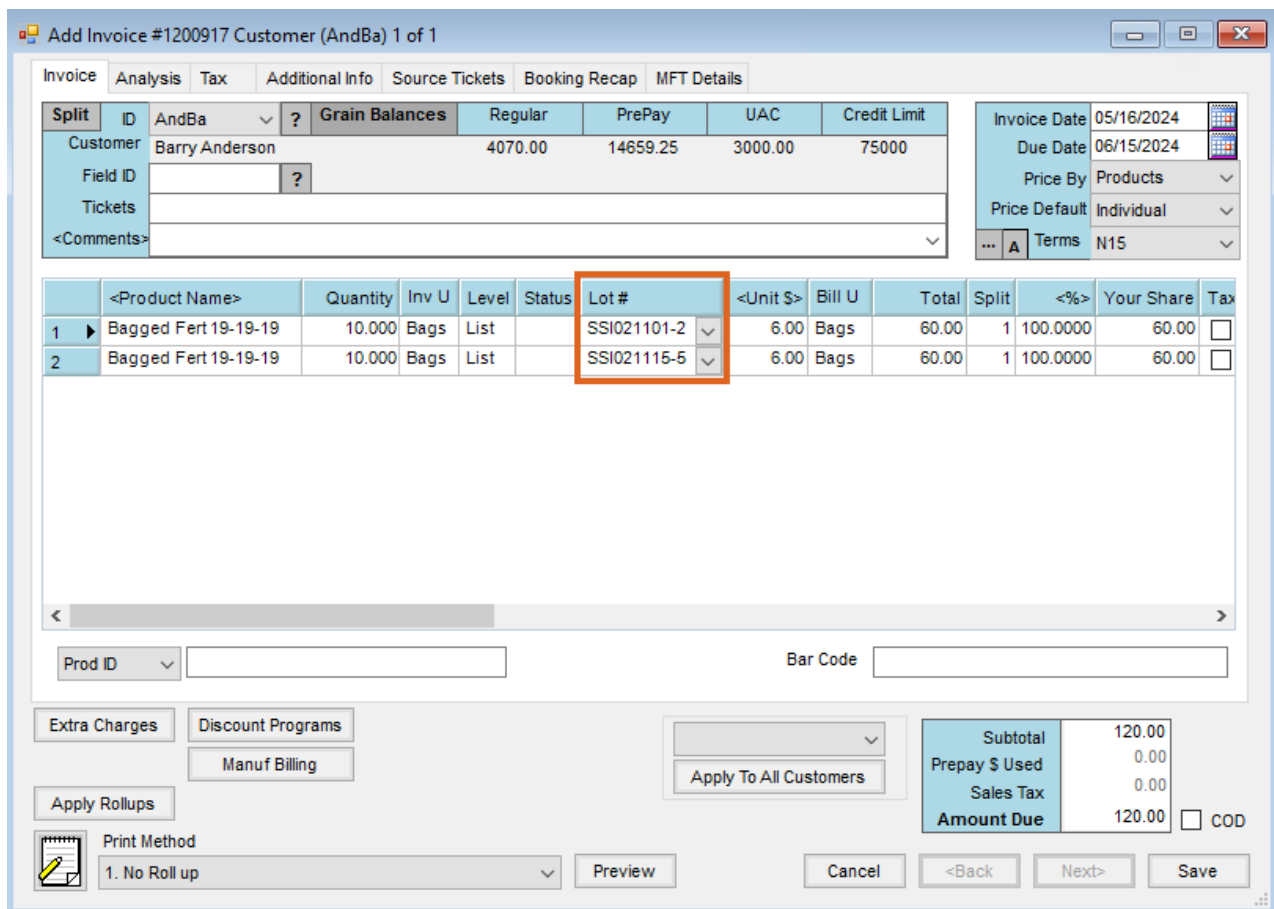 Add Invoice #1200917 Customer (AndBa) 1 of 1
Invoice Analysis Tax Additional Info Source Tickets Booking Recap MFT Details
Split ID AndBa ? Grain Balances Regular PrePay UAC Credit Limit Invoice Date 05/16/2024
Customer Barry Anderson 4070.00 14659.25 3000.00 75000 Due Date 06/15/2024
Field ID ? Price By Products
Tickets Price Default Individual
<Comments> ... A Terms N15
<Product Name> Quantity Inv U Level Status Lot # <Unit $> Bill U Total Split <%> Your Share Tax
1 Bagged Fert 19-19-19 10.000 Bags List SSI021101-2 6.00 Bags 60.00 1 100.0000 60.00
2 Bagged Fert 19-19-19 10.000 Bags List SSI021115-5 6.00 Bags 60.00 1 100.0000 60.00
Prod ID Bar Code
Extra Charges Discount Programs
Manuf Billing
Apply To All Customers
Apply Rollups
Subtotal 120.00
Prepay $ Used 0.00
Sales Tax 0.00
Amount Due 120.00 COD
Print Method
1. No Roll up Preview Cancel <Back Next> Save